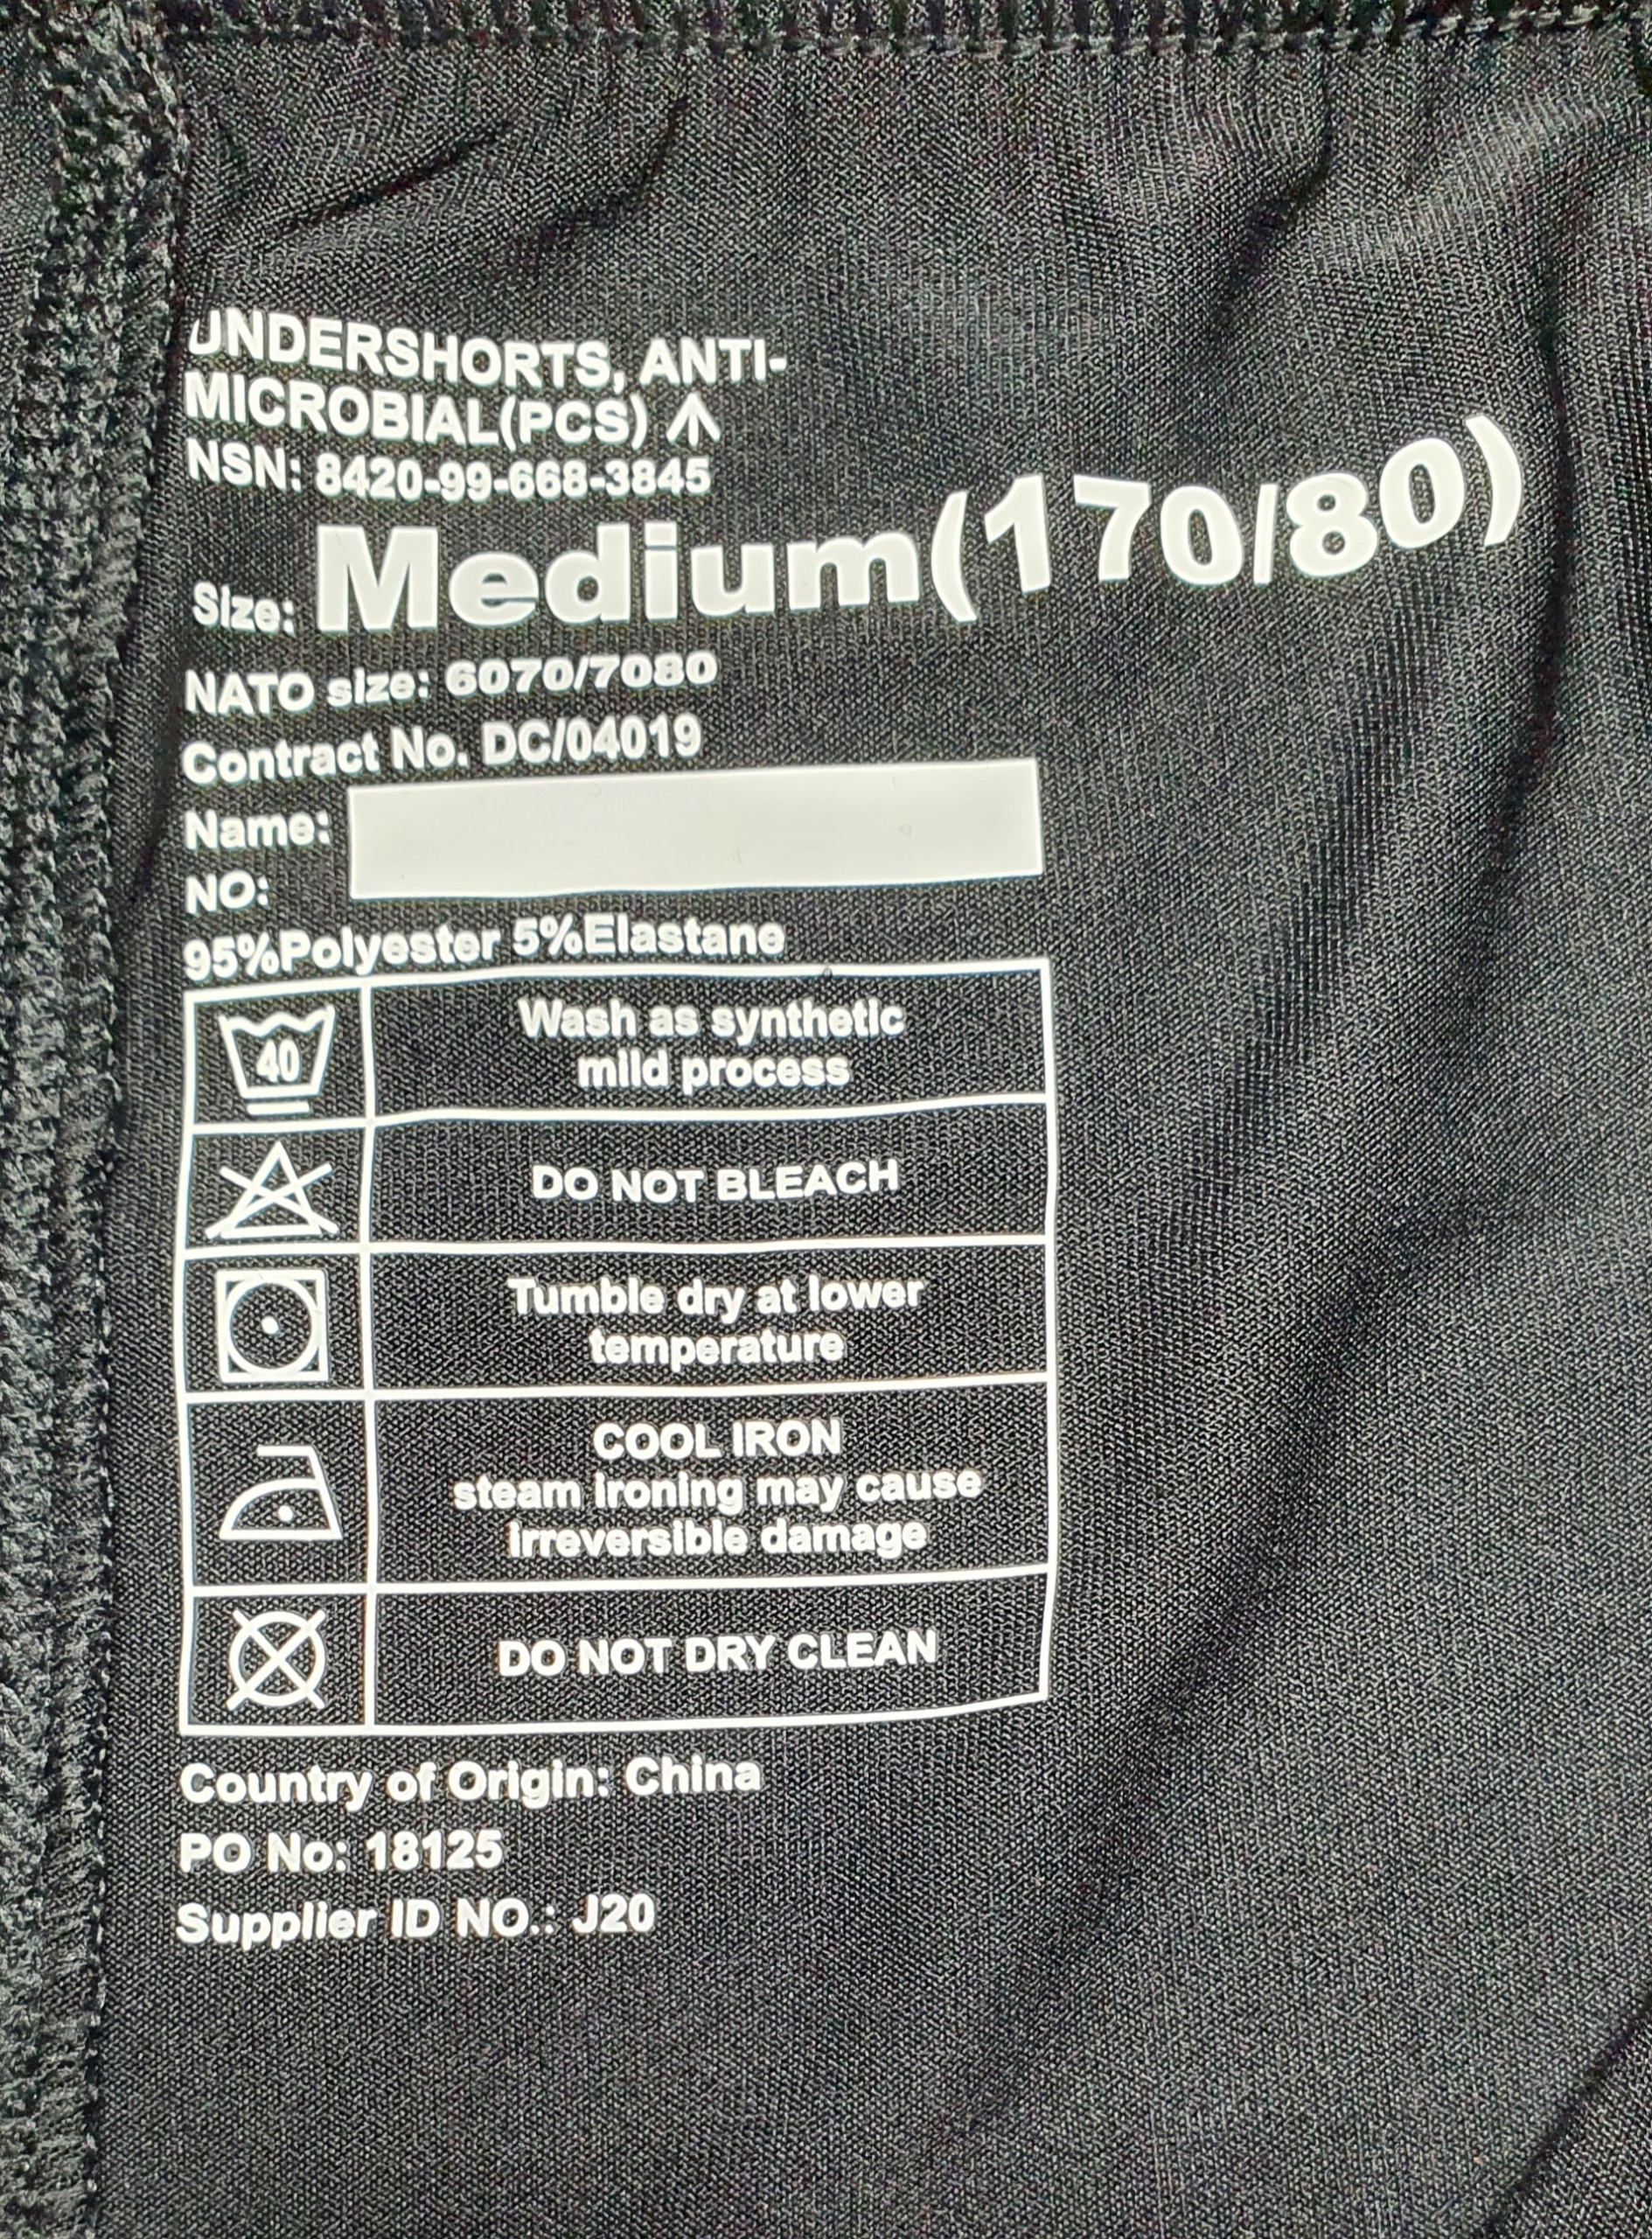 UNDERSHORTS, ANTI-
MICROBIAL(PCS)
NSN: 8420-99-668-3845
Size: Medium(170/80)
NATO size: 6070/7080
Contract No. DC/04019
Name:
NO:
95%Polyester 5%Elastane
40
Wash as synthetic
mild process
DO NOT BLEACH
Tumble dry at lower
temperature
COOL IRON
steam ironing may cause
irreversible damage
DO NOT DRY CLEAN
Country of Origin: China
PO No: 18125
Supplier ID NO.: J20